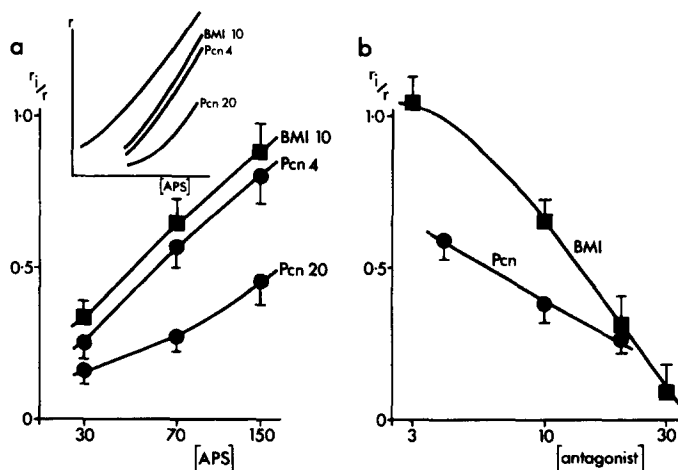 a
r
BMI 10
Pcn 4
Pcn 20
[APS]
ri/r
1·0
0·5
0
BMI 10
Pcn 4
Pcn 20
30 70 150
[APS]
b
ri/r
1·0
0·5
0
BMI
Pcn
3 10 30
[antagonist]